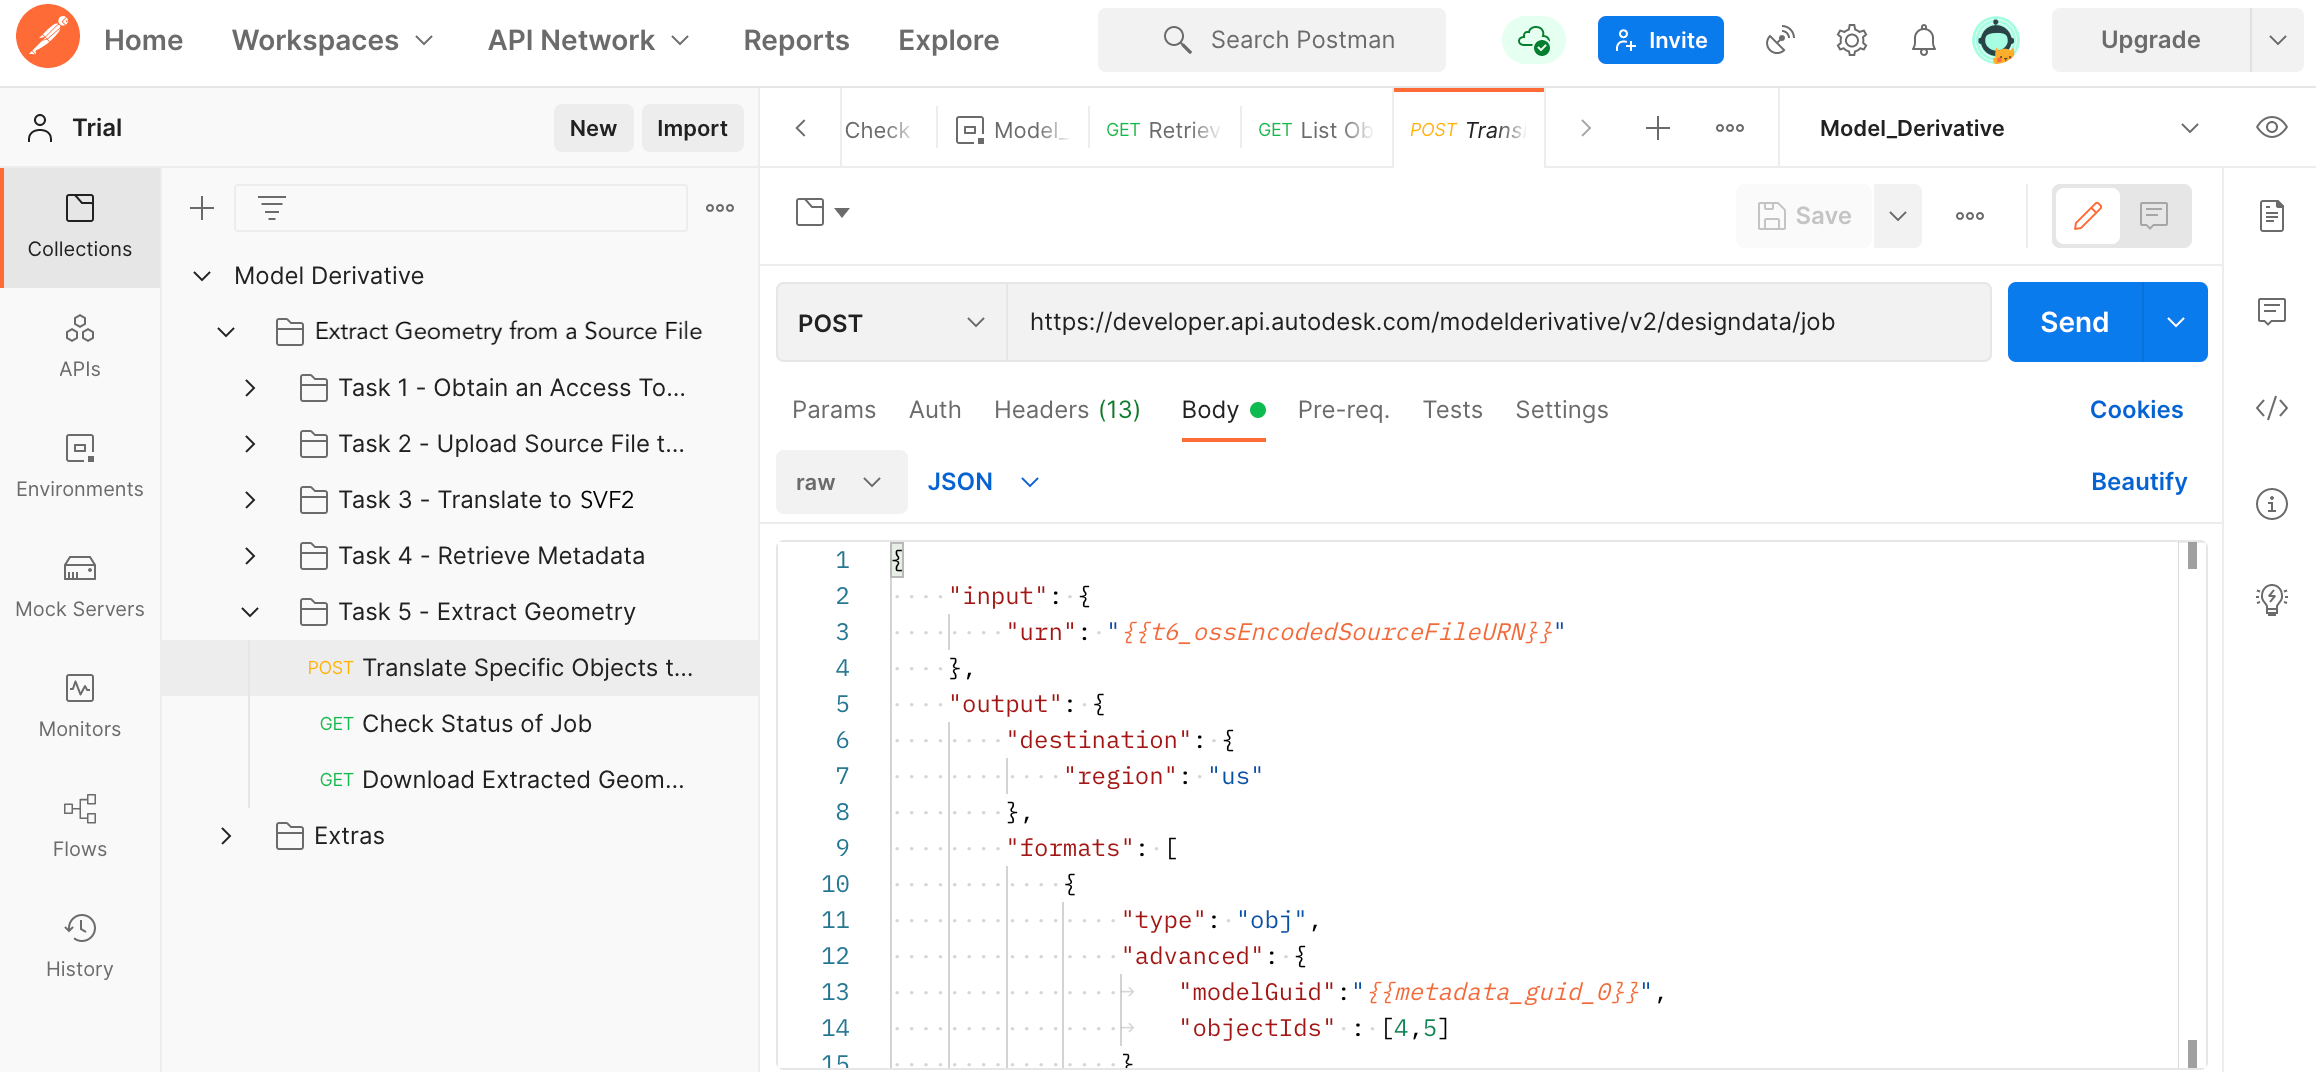 Home Workspaces API Network Reports Explore Search Postman Invite Upgrade
Trial New Import
Check Model_ GET Retriev GET List Ob POST Trans Model_Derivative
Collections
APIs
Environments
Mock Servers
Monitors
Flows
History
Model Derivative
Extract Geometry from a Source File
Task 1 - Obtain an Access To...
Task 2 - Upload Source File t...
Task 3 - Translate to SVF2
Task 4 - Retrieve Metadata
Task 5 - Extract Geometry
POST Translate Specific Objects t...
GET Check Status of Job
GET Download Extracted Geom...
Extras
Save
POST https://developer.api.autodesk.com/modelderivative/v2/designdata/job Send
Params Auth Headers (13) Body Pre-req. Tests Settings Cookies
raw JSON Beautify
1 {
2 "input": {
3 "urn": "{{t6_ossEncodedSourceFileURN}}"
4 },
5 "output": {
6 "destination": {
7 "region": "us"
8 },
9 "formats": [
10 {
11 "type": "obj",
12 "advanced": {
13 "modelGuid":"{{metadata_guid_0}}",
14 "objectIds" : [4,5]
15 }